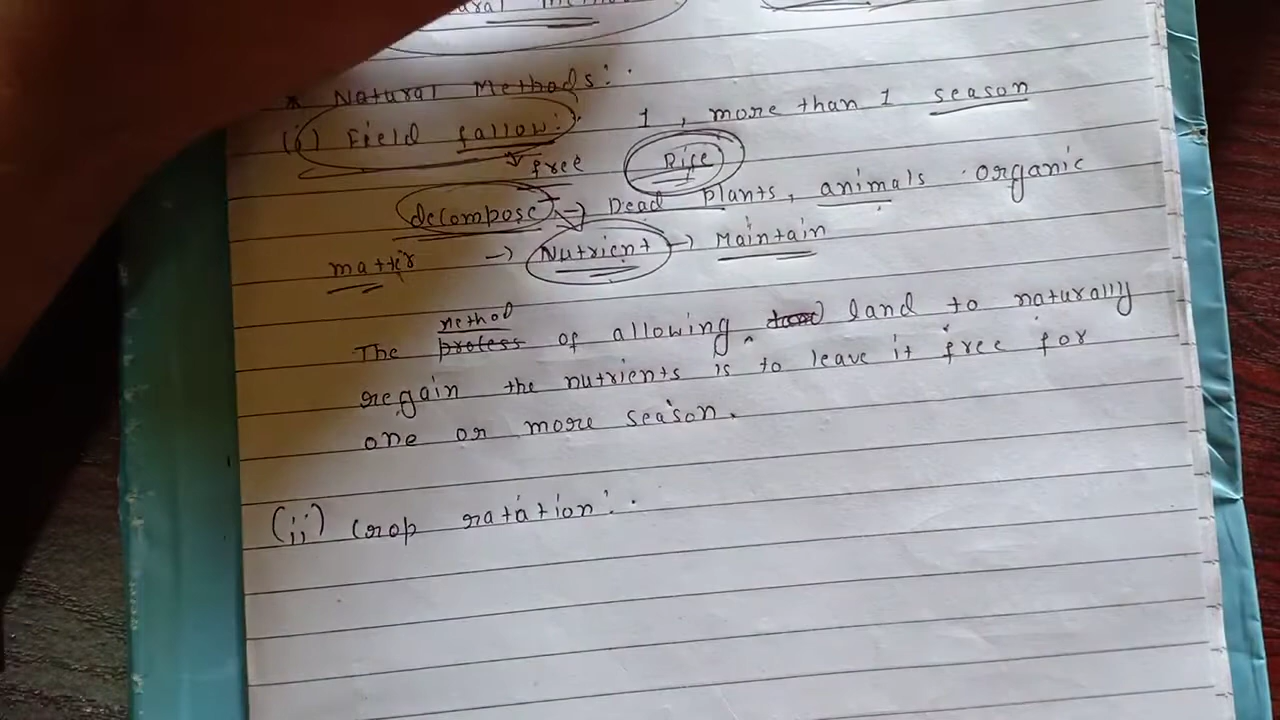 * Natural Methods:
(i) Field fallow: 1, more than 1 season
free Rice
decompose → Dead plants, animals organic
matter → Nutrient → Maintain
method
The process of allowing land to naturally
regain the nutrients is to leave it free for
one or more season.
(ii) Crop ratation: